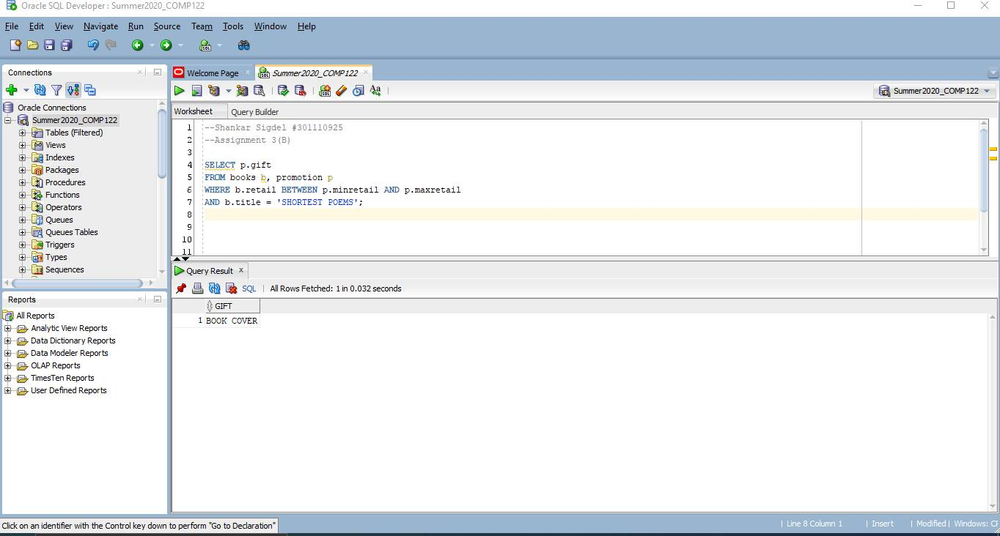 Oracle SQL Developer : Summer2020_COMP122
File Edit View Navigate Run Source Team Tools Window Help
Connections
Oracle Connections
Summer2020_COMP122
Tables (Filtered)
Views
Indexes
Packages
Procedures
Functions
Operators
Queues
Queues Tables
Triggers
Types
Sequences
Reports
All Reports
Analytic View Reports
Data Dictionary Reports
Data Modeler Reports
OLAP Reports
TimesTen Reports
User Defined Reports
Welcome Page Summer2020_COMP122
Summer2020_COMP122
Worksheet Query Builder
1 --Shankar Sigdel #301110925
2 --Assignment 3(B)
3
4 SELECT p.gift
5 FROM books b, promotion p
6 WHERE b.retail BETWEEN p.minretail AND p.maxretail
7 AND b.title = 'SHORTEST POEMS';
8
9
10
11
Query Result x
SQL | All Rows Fetched: 1 in 0.032 seconds
GIFT
1 BOOK COVER
Click on an identifier with the Control key down to perform "Go to Declaration"
| Line 8 Column 1 | Insert | Modified | Windows: CF